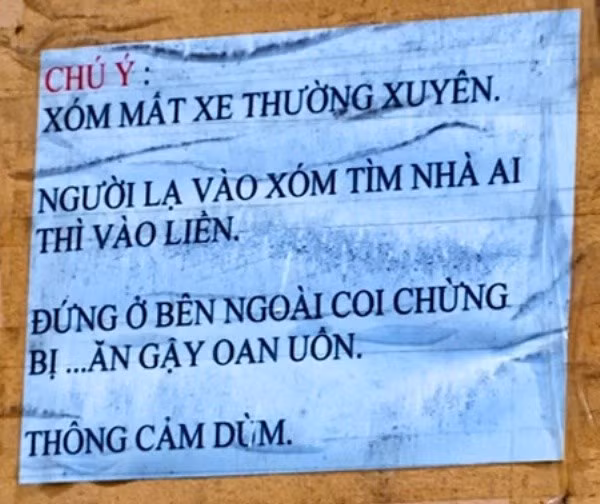 CHÚ Ý :
XÓM MẤT XE THƯỜNG XUYÊN.
NGƯỜI LẠ VÀO XÓM TÌM NHÀ AI
THÌ VÀO LIỀN.
ĐỨNG Ở BÊN NGOÀI COI CHỪNG
BỊ ...ĂN GẬY OAN UỔN.
THÔNG CẢM DÙM.